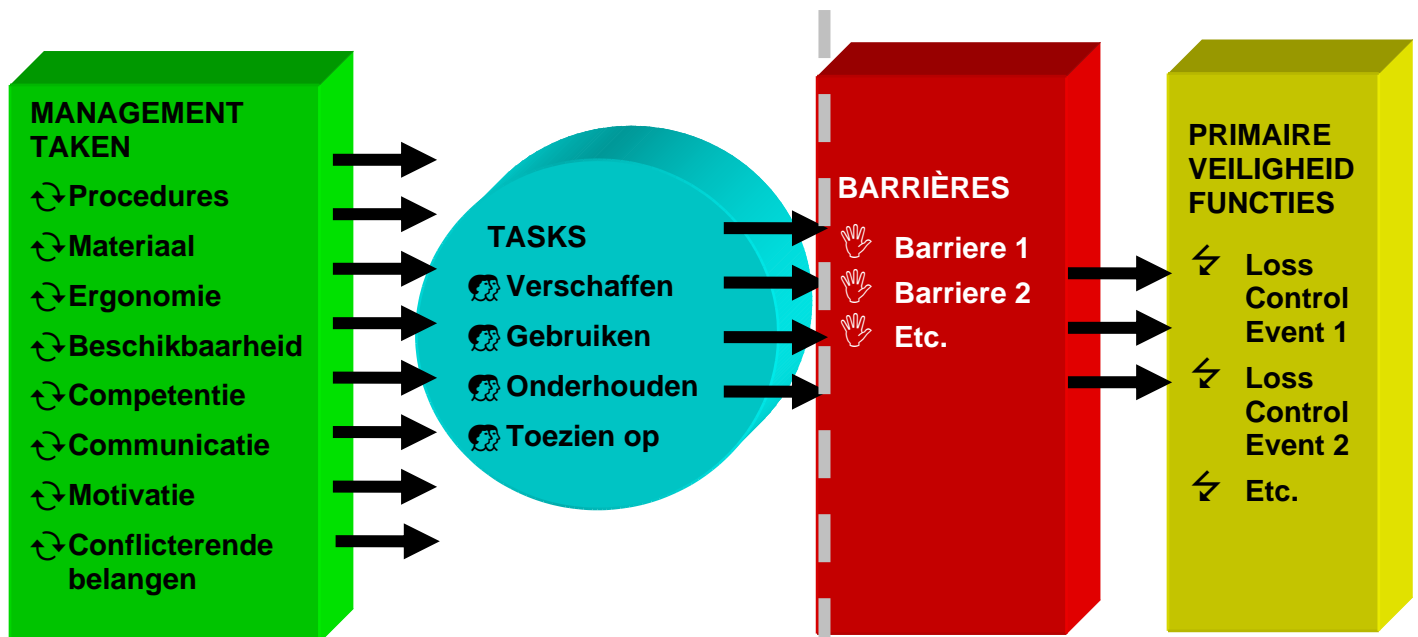 MANAGEMENT
TAKEN
Procedures
Materiaal
Ergonomie
Beschikbaarheid
Competentie
Communicatie
Motivatie
Conflicterende
belangen
TASKS
Verschaffen
Gebruiken
Onderhouden
Toezien op
BARRIÈRES
Barriere 1
Barriere 2
Etc.
PRIMAIRE
VEILIGHEID
FUNCTIES
Loss
Control
Event 1
Loss
Control
Event 2
Etc.